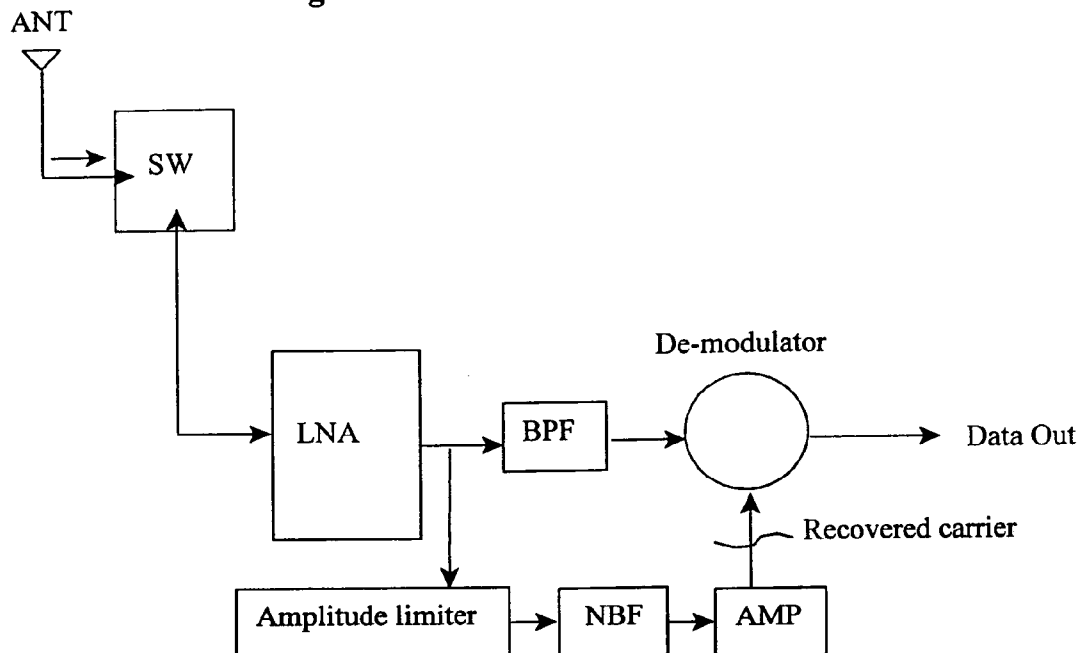 ANT
SW
De-modulator
LNA
BPF
Data Out
Recovered carrier
Amplitude limiter
NBF
AMP